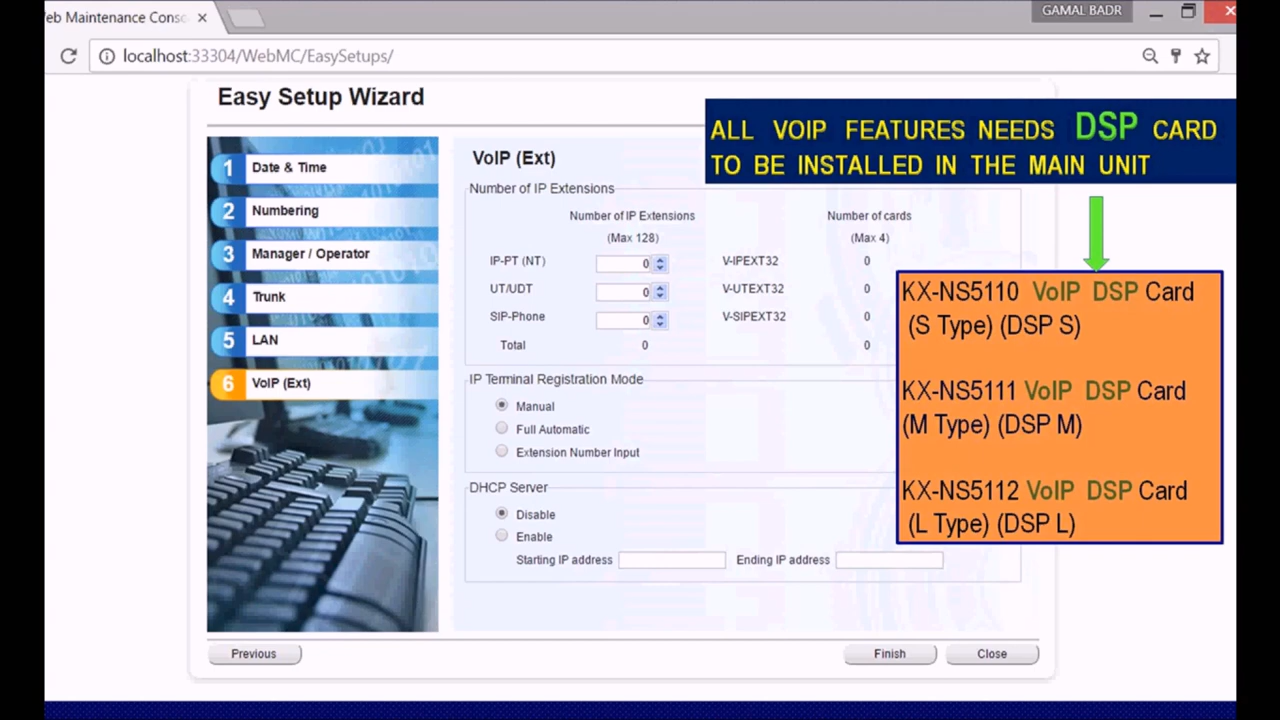 eb Maintenance Conso
GAMAL BADR
localhost:33304/WebMC/EasySetups/
Easy Setup Wizard
ALL VOIP FEATURES NEEDS DSP CARD
TO BE INSTALLED IN THE MAIN UNIT
1 Date & Time
2 Numbering
3 Manager / Operator
4 Trunk
5 LAN
6 VoIP (Ext)
VoIP (Ext)
Number of IP Extensions
Number of IP Extensions Number of cards
(Max 128) (Max 4)
IP-PT (NT) 0 V-IPEXT32 0
UT/UDT 0 V-UTEXT32 0
SIP-Phone 0 V-SIPEXT32 0
Total 0 0
IP Terminal Registration Mode
Manual
Full Automatic
Extension Number Input
DHCP Server
Disable
Enable
Starting IP address Ending IP address
KX-NS5110 VoIP DSP Card
(S Type) (DSP S)
KX-NS5111 VoIP DSP Card
(M Type) (DSP M)
KX-NS5112 VoIP DSP Card
(L Type) (DSP L)
Previous Finish Close